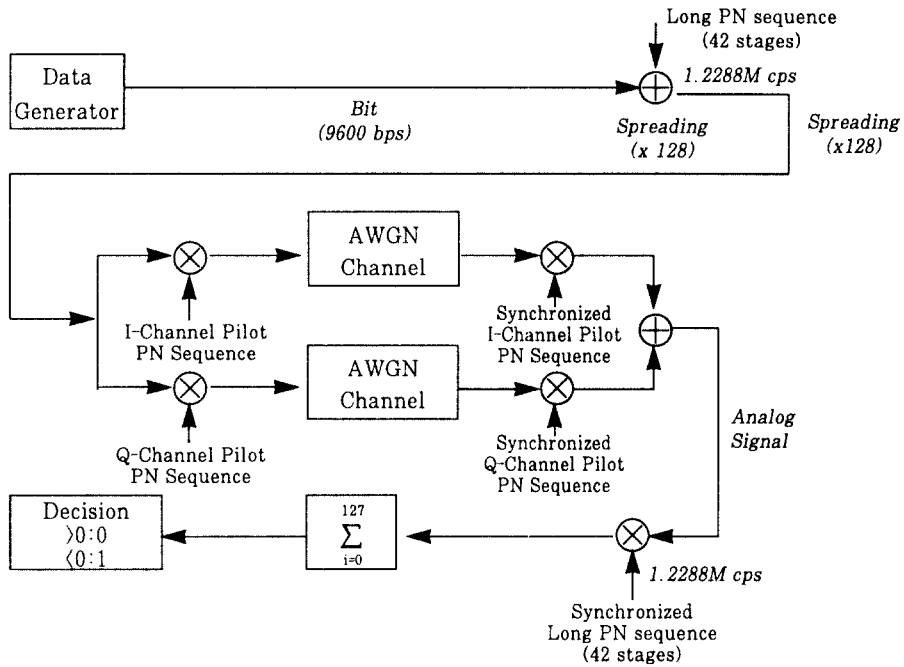 Long PN sequence
(42 stages)
1.2288M cps
Data
Generator
Bit
(9600 bps)
Spreading
(x 128)
Spreading
(x128)
AWGN
Channel
I-Channel Pilot
PN Sequence
Synchronized
I-Channel Pilot
PN Sequence
AWGN
Channel
Q-Channel Pilot
PN Sequence
Synchronized
Q-Channel Pilot
PN Sequence
Analog
Signal
Decision
>0:0
<0:1
127
Σ
i=0
1.2288M cps
Synchronized
Long PN sequence
(42 stages)